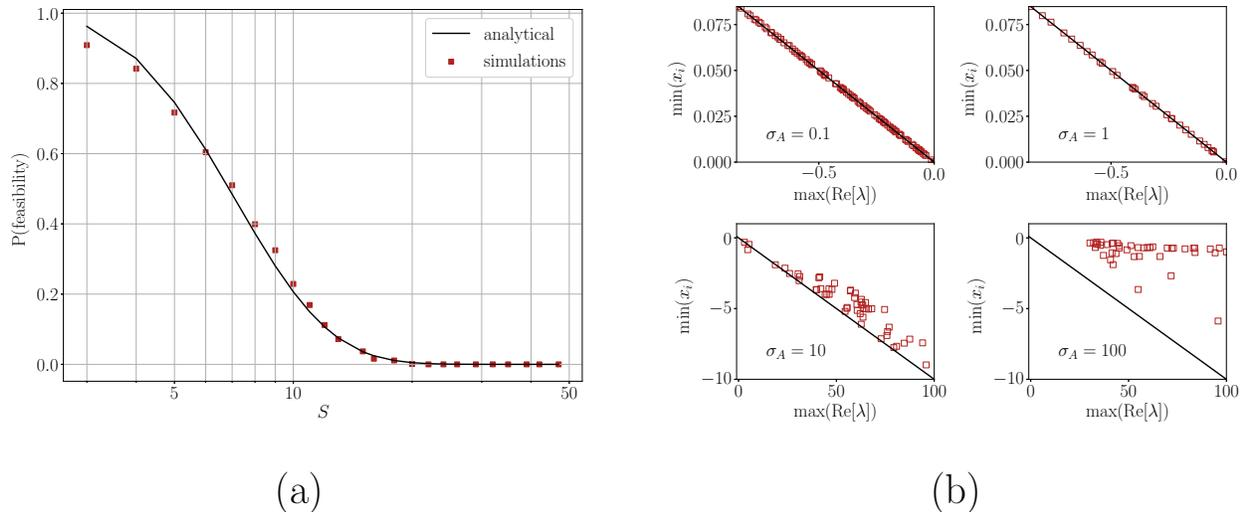 1.0
0.8
0.6
0.4
0.2
0.0
P(feasibility)
analytical
simulations
5
10
50
S
(a)
0.075
0.050
0.025
0.000
min(x_i)
σ_A = 0.1
−0.5
0.0
max(Re[λ])
0.075
0.050
0.025
0.000
min(x_i)
σ_A = 1
−0.5
0.0
max(Re[λ])
0
−5
−10
min(x_i)
σ_A = 10
0
50
100
max(Re[λ])
0
−5
−10
min(x_i)
σ_A = 100
0
50
100
max(Re[λ])
(b)